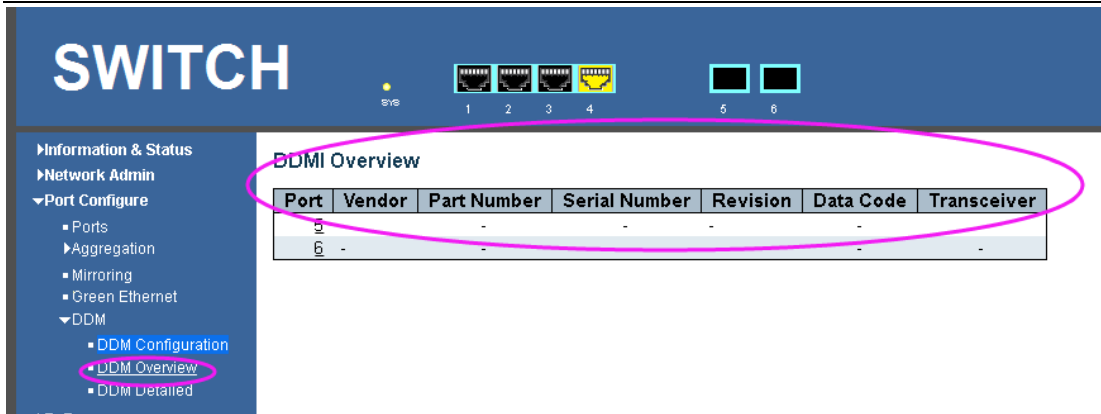 SWITCH
SYS
1 2 3 4 5 6
▶Information & Status
▶Network Admin
▼Port Configure
▪ Ports
▶Aggregation
▪ Mirroring
▪ Green Ethernet
▼DDM
▪ DDM Configuration
▪ DDM Overview
▪ DDM Detailed
DDMI Overview
Port Vendor Part Number Serial Number Revision Data Code Transceiver
5 - - - -
6 - - - -